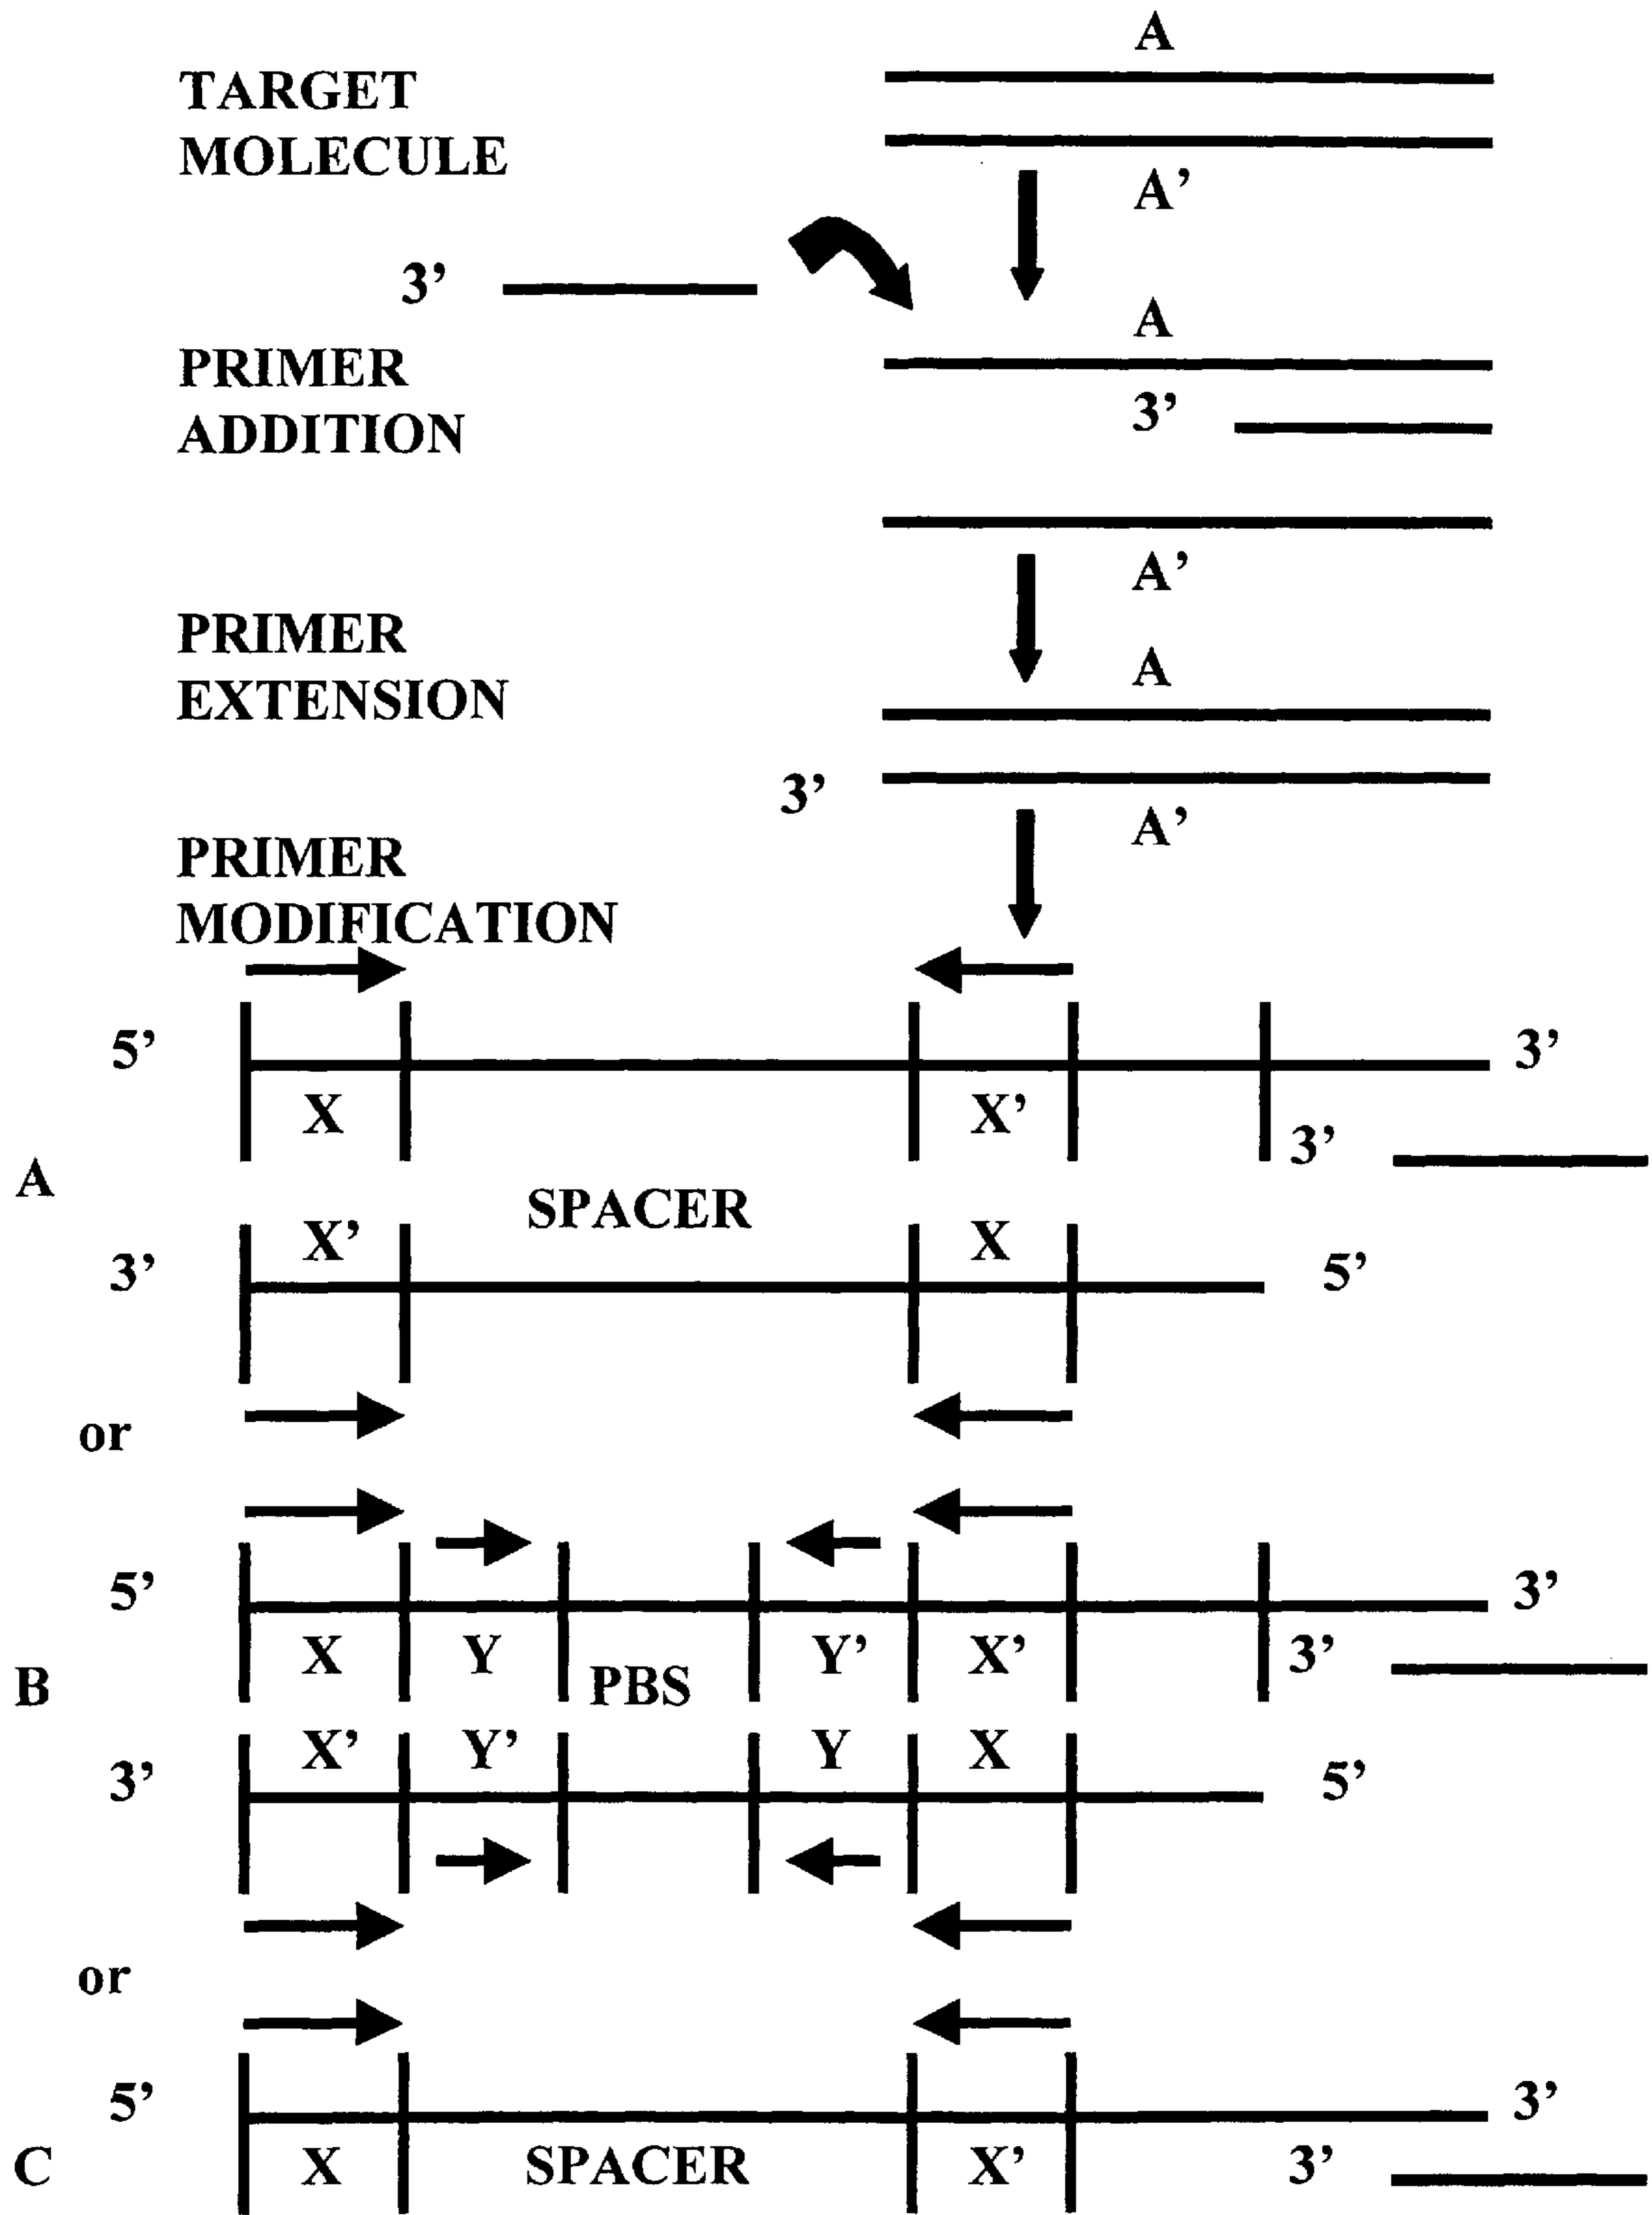 A
TARGET
MOLECULE
A’
3’
A
PRIMER
ADDITION
3’
A’
PRIMER
EXTENSION
A
3’
A’
PRIMER
MODIFICATION
5’ 3’
X X’
3’
A
SPACER
X’ X
3’ 5’
or
5’ 3’
X Y PBS Y’ X’ 3’
B
X’ Y’ Y X
3’ 5’
or
5’ 3’
C X SPACER X’ 3’